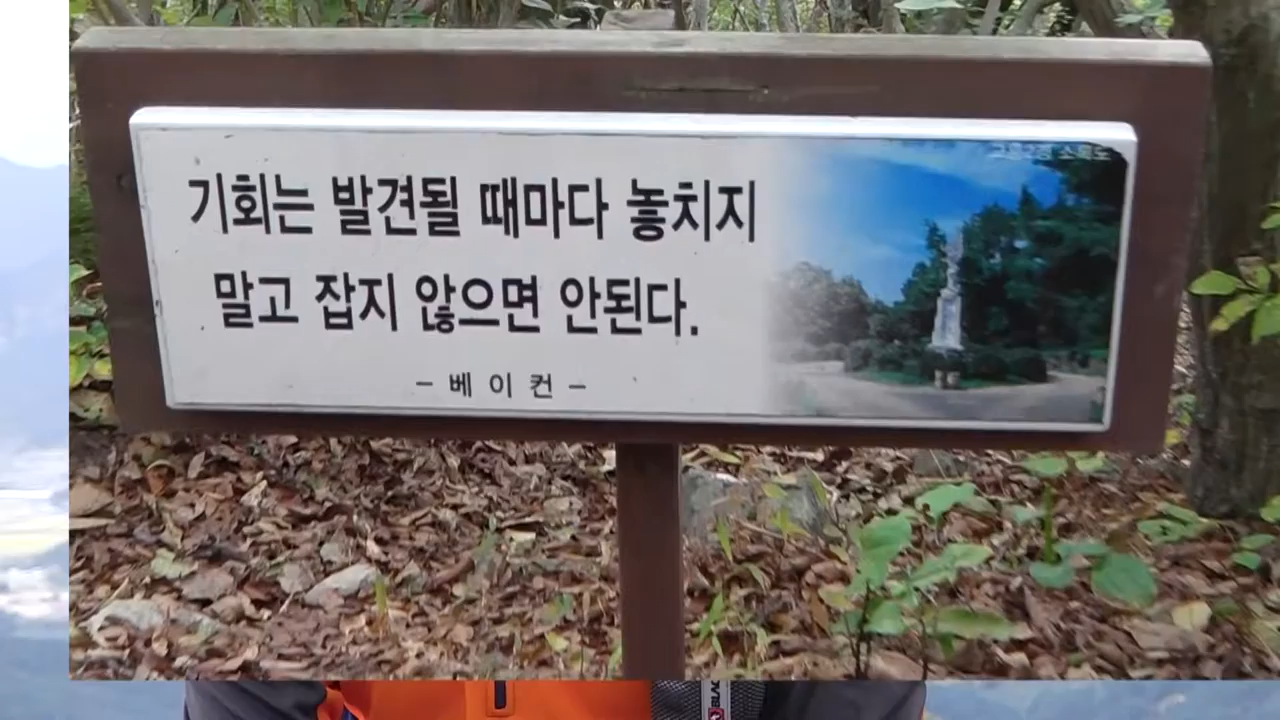 기회는 발견될 때마다 놓치지
말고 잡지 않으면 안된다.
– 베 이 컨 –